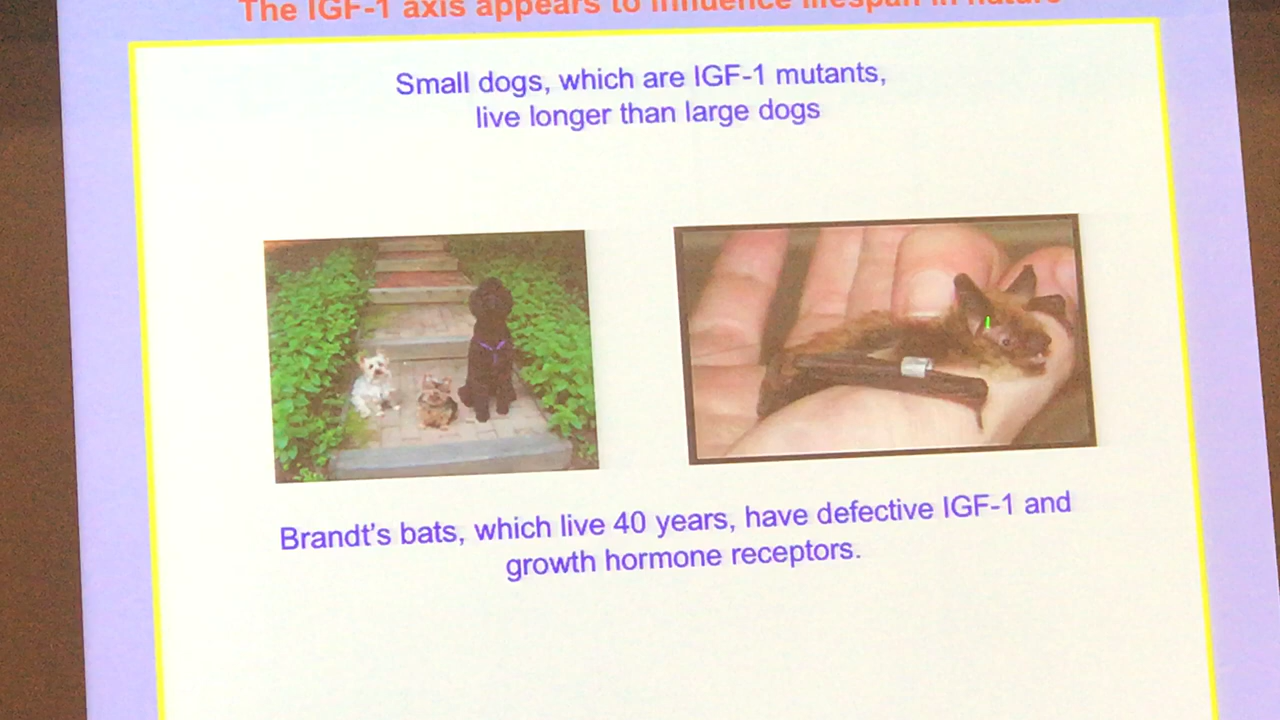 The IGF-1 axis appears to influence lifespan in nature
Small dogs, which are IGF-1 mutants,
live longer than large dogs
Brandt's bats, which live 40 years, have defective IGF-1 and
growth hormone receptors.